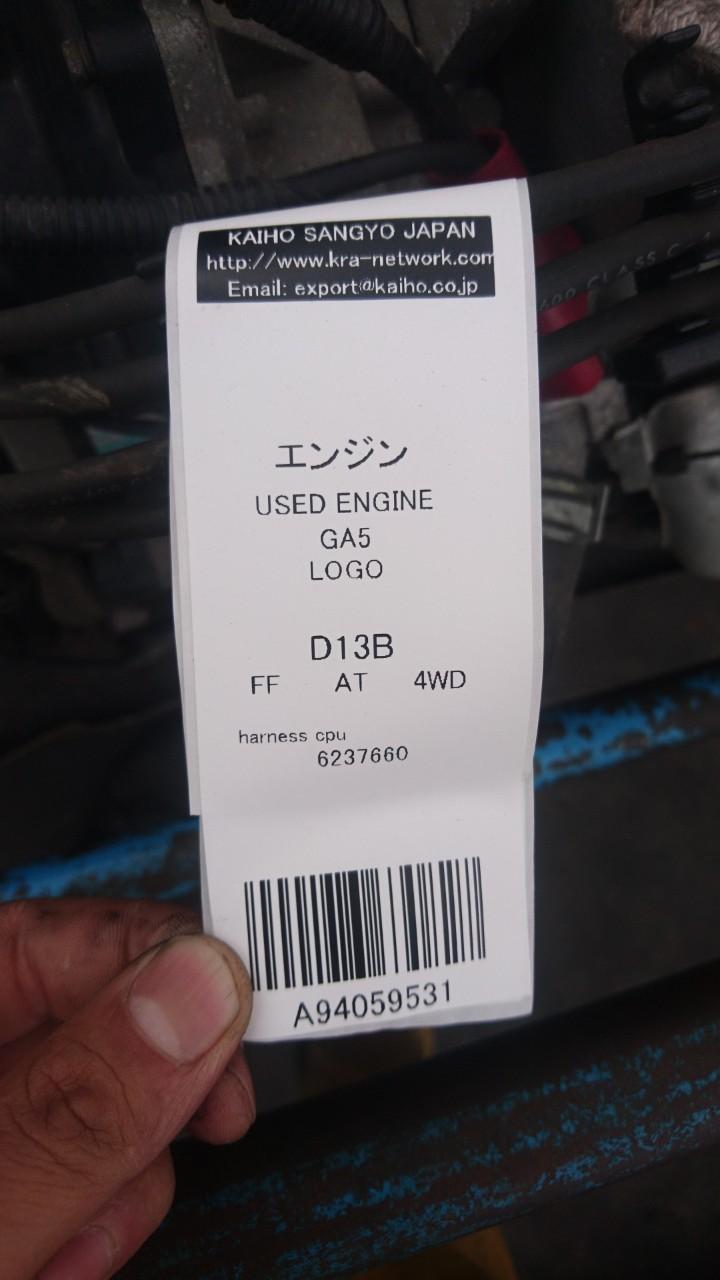 KAIHO SANGYO JAPAN
http://www.kra-network.com
Email: export@kaiho.co.jp
エンジン
USED ENGINE
GA5
LOGO
D13B
FF AT 4WD
harness cpu
6237660
A94059531
CLASS